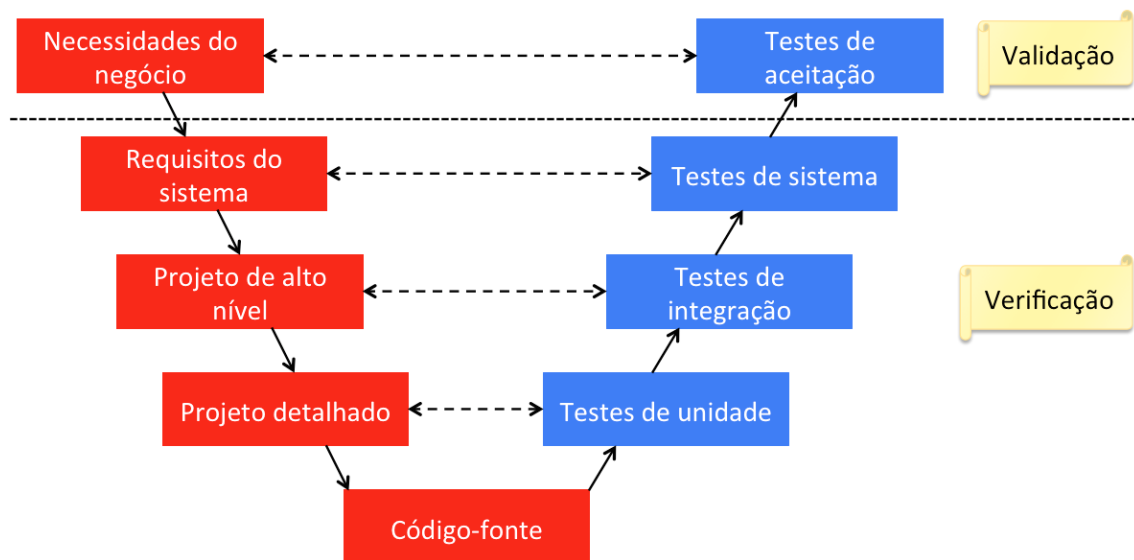 Necessidades do
negócio
Testes de
aceitação
Validação
Requisitos do
sistema
Testes de sistema
Projeto de alto
nível
Testes de
integração
Verificação
Projeto detalhado
Testes de unidade
Código-fonte